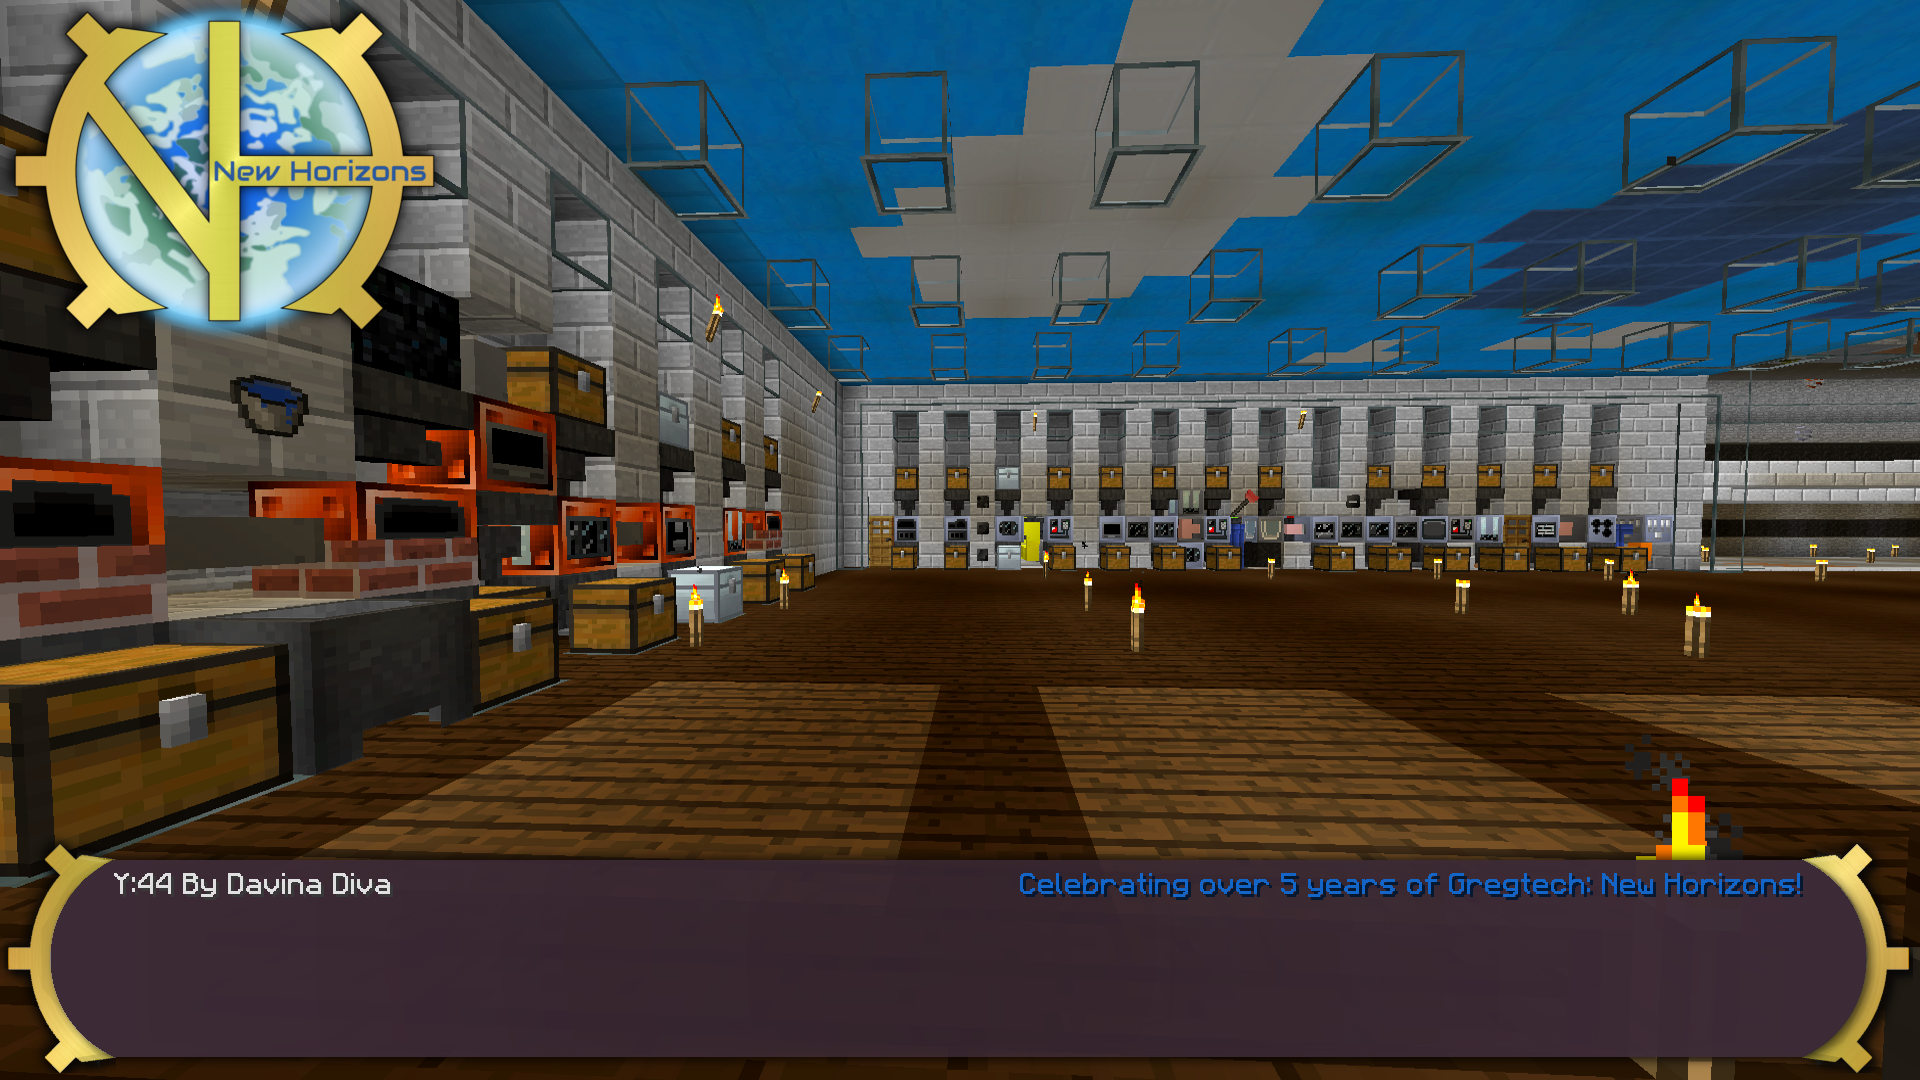 New Horizons
Y:44 By Davina Diva
Celebrating over 5 years of Gregtech: New Horizons!